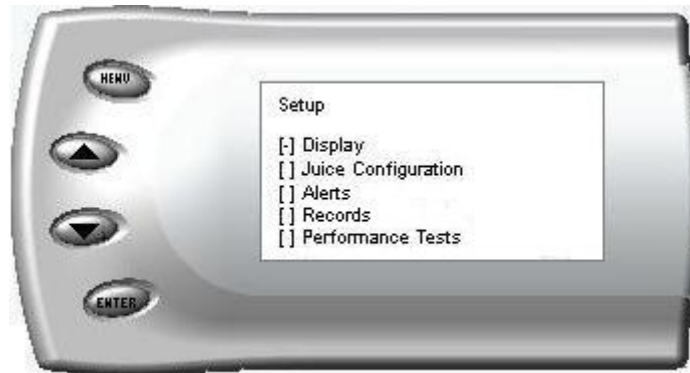 MENU
Setup
[-] Display
[ ] Juice Configuration
[ ] Alerts
[ ] Records
[ ] Performance Tests
ENTER